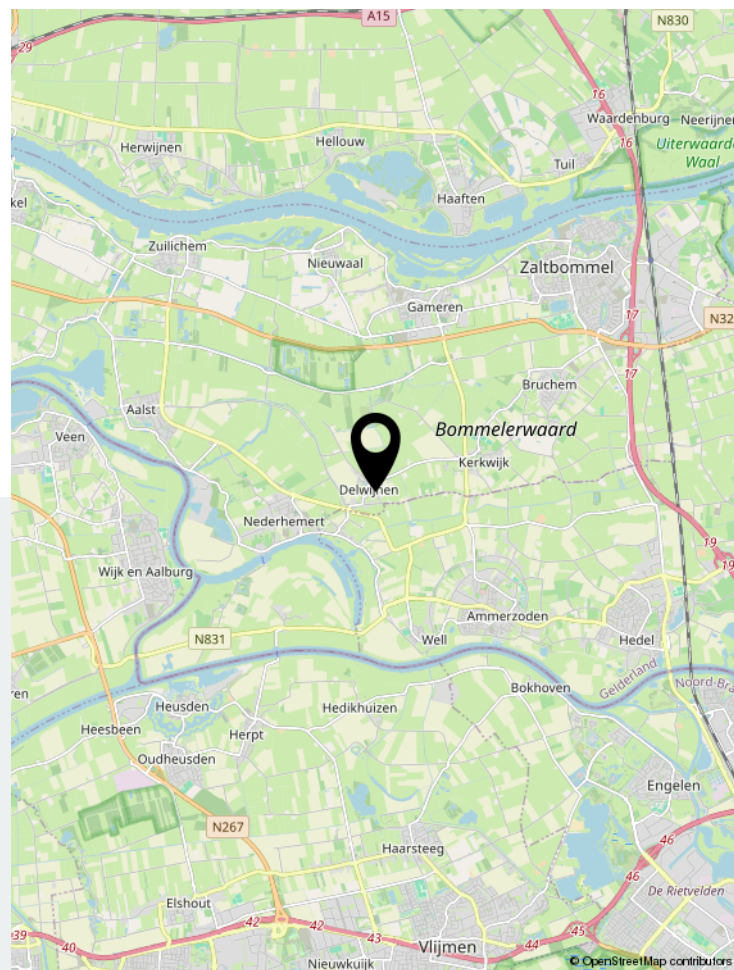 A15
N830
29
16
Waardenburg
Neerijnen
Herwijnen
Hellouw
16
Uiterwaarde
Waal
Tuil
Haaften
kel
Zuilichem
Nieuwaal
Zaltbommel
Gameren
17
N32
17
Bruchem
Aalst
Veen
Bommelerwaard
Kerkwijk
Delwijnen
Nederhemert
19
19
Wijk en Aalburg
Ammerzoden
N831
Well
Hedel
Gelderland
Noord-Bra
ren
Bokhoven
Heusden
Hedikhuizen
Heesbeen
Herpt
Oudheusden
Engelen
N267
46
Haarsteeg
46
De Rietvelden
Elshout
42
39
42
45
40
43
44
Vlijmen
Nieuwkuijk
© OpenStreetMap contributors